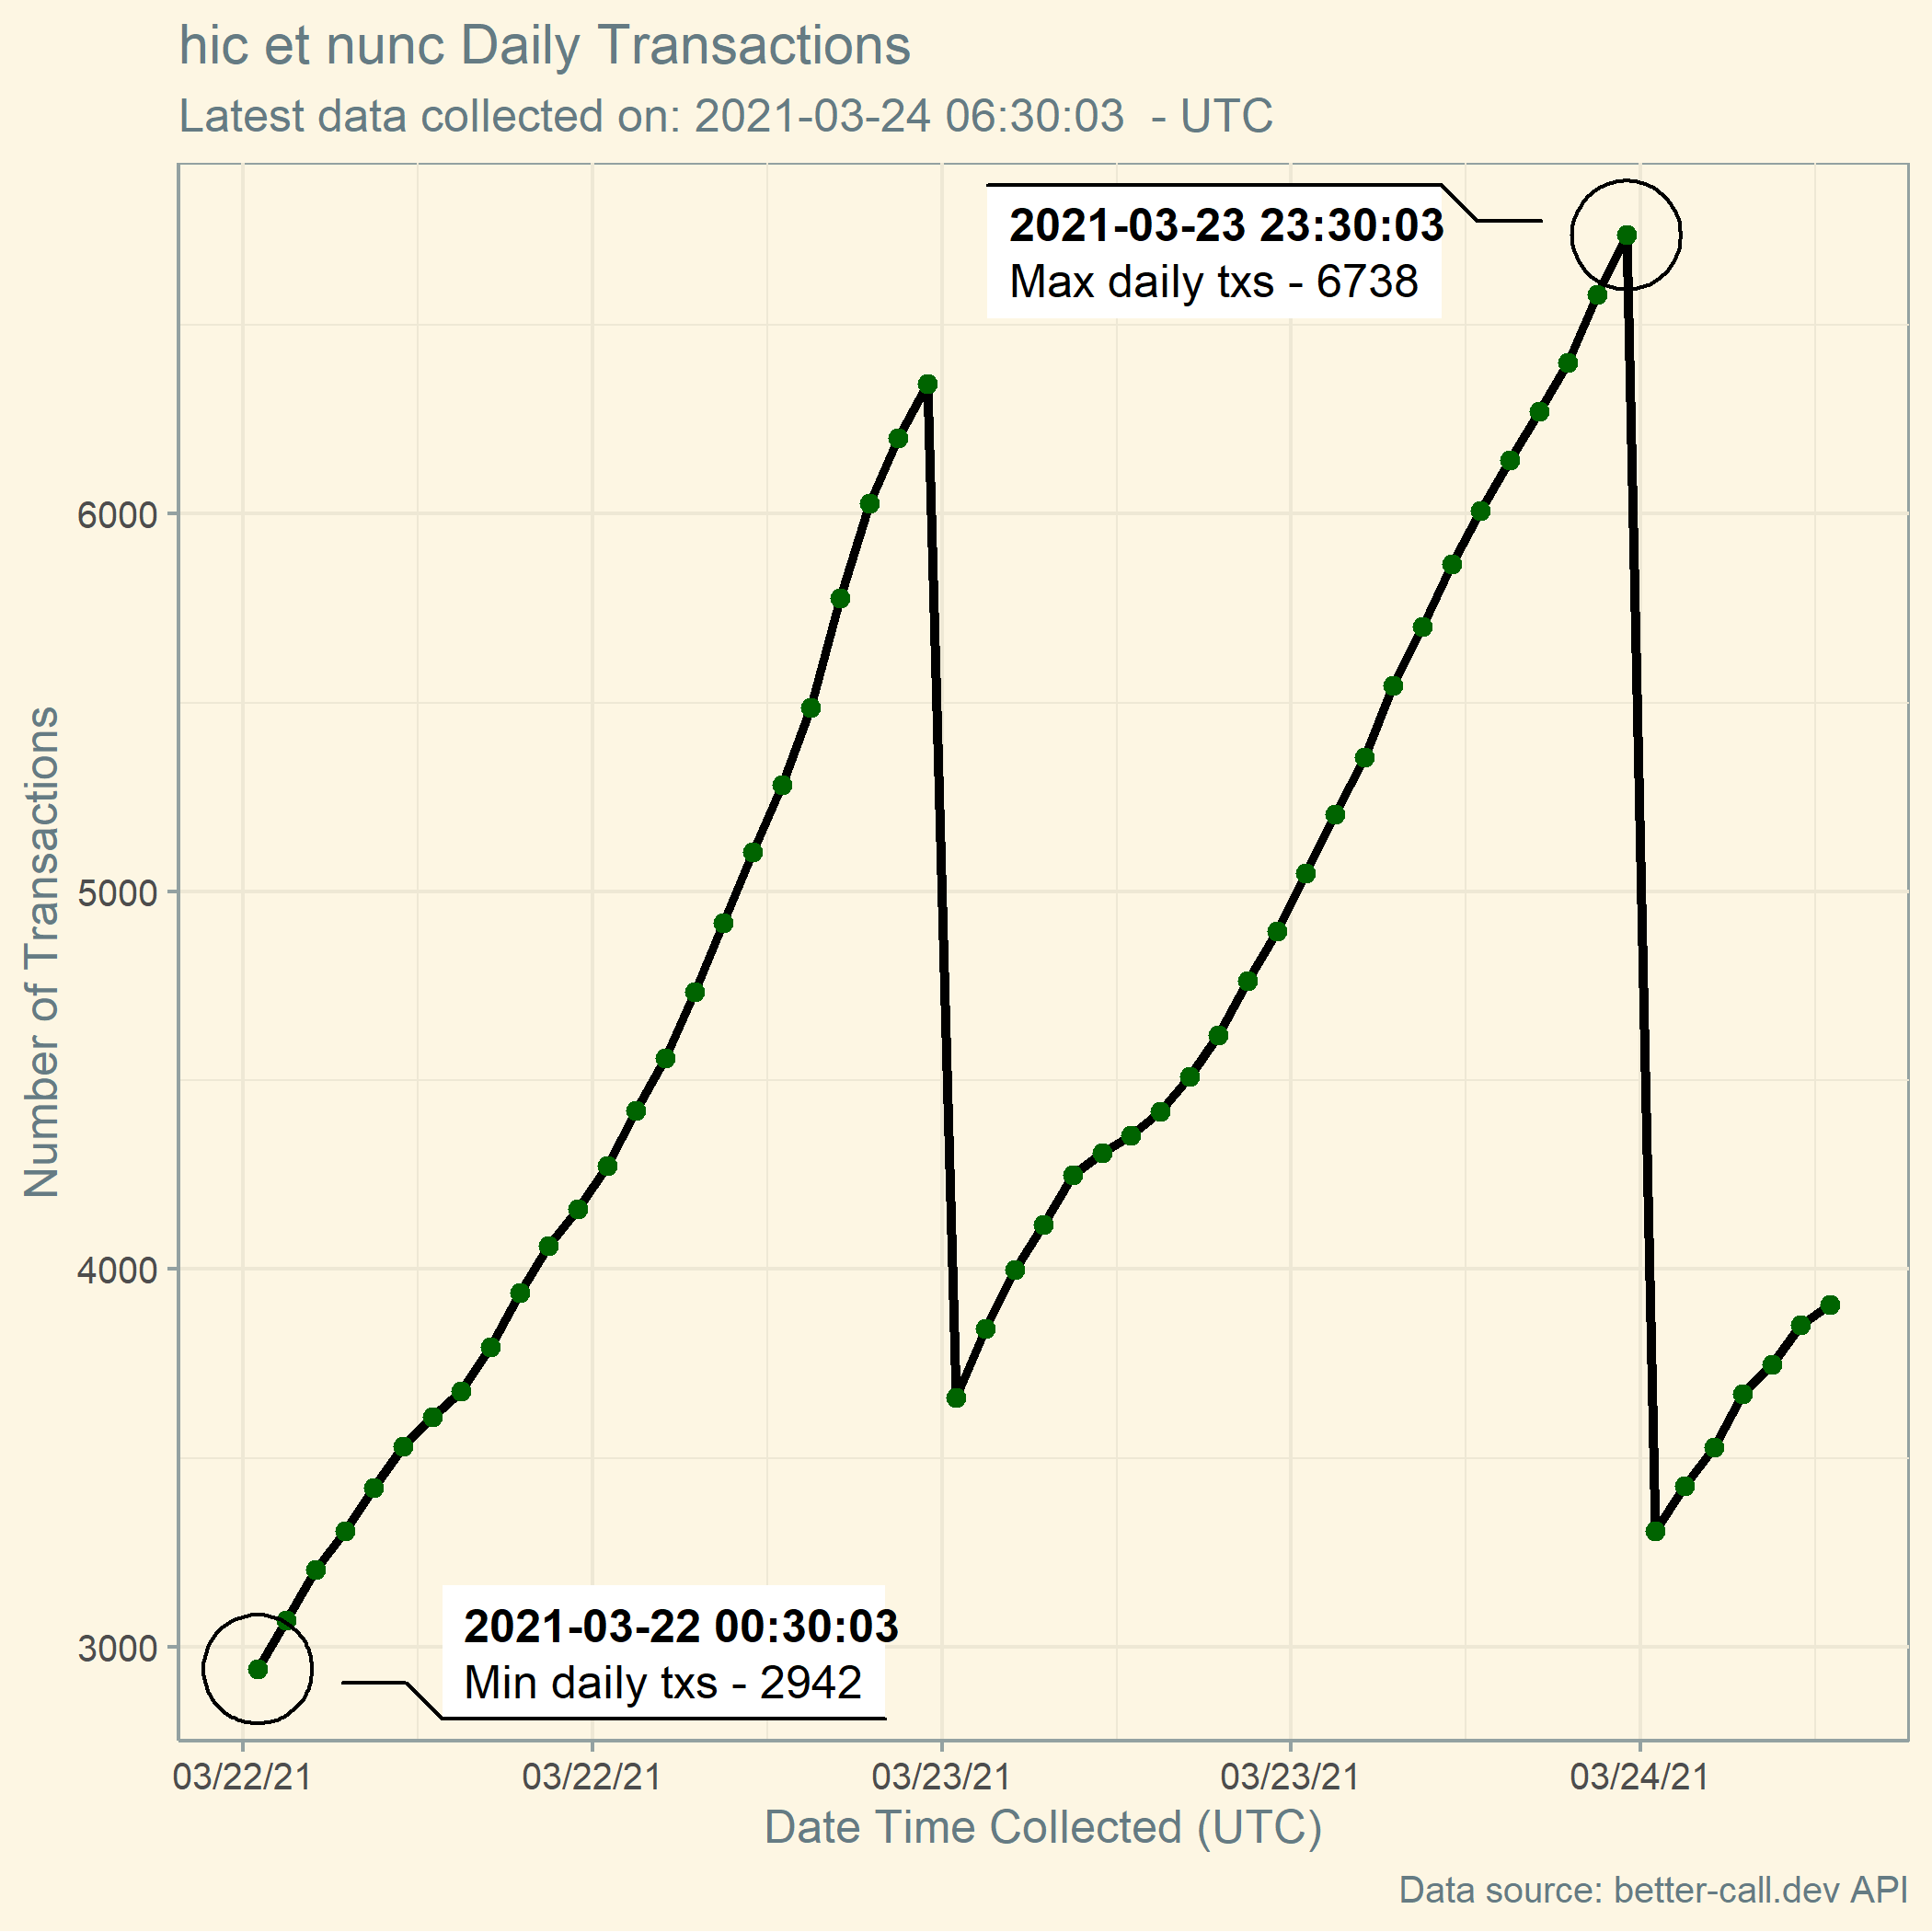 hic et nunc Daily Transactions
Latest data collected on: 2021-03-24 06:30:03  - UTC
2021-03-23 23:30:03
Max daily txs - 6738
6000
5000
4000
3000
Number of Transactions
2021-03-22 00:30:03
Min daily txs - 2942
03/22/21 03/22/21 03/23/21 03/23/21 03/24/21
Date Time Collected (UTC)
Data source: better-call.dev API